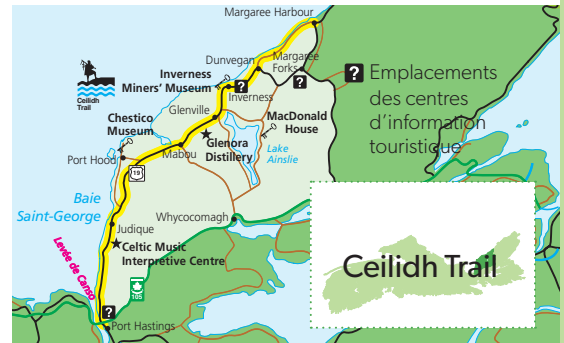 Margaree Harbour
Dunvegan
Margaree
Forks
?
?
Emplacements
des centres
d'information
touristique
Ceilidh
Trail
Inverness
Miners' Museum
?
Inverness
Glenville
Chestico
Museum
MacDonald
House
Glenora
Distillery
Lake
Ainslie
Port Hood
Mabou
19
Baie
Saint-George
Whycocomagh
Judique
Celtic Music
Interpretive Centre
Levée de Canso
105
?
Port Hastings
Ceilidh Trail